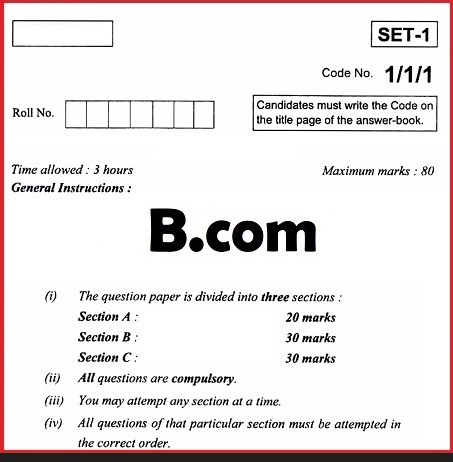 SET-1
Code No. 1/1/1
Roll No.
Candidates must write the Code on
the title page of the answer-book.
Time allowed : 3 hours
Maximum marks : 80
General Instructions :
B.com
(i) The question paper is divided into three sections :
Section A : 20 marks
Section B : 30 marks
Section C : 30 marks
(ii) All questions are compulsory.
(iii) You may attempt any section at a time.
(iv) All questions of that particular section must be attempted in
the correct order.